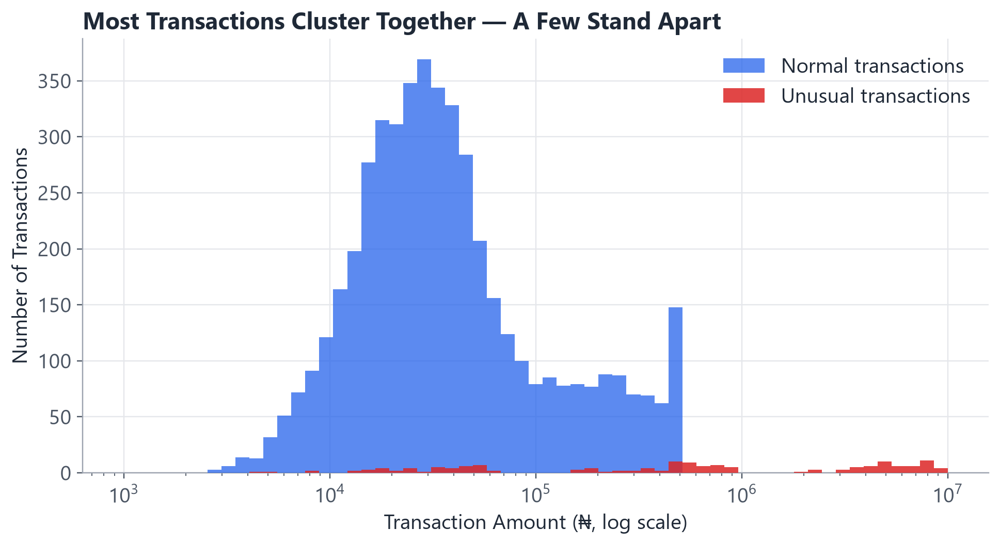 Most Transactions Cluster Together — A Few Stand Apart
Normal transactions
Unusual transactions
Number of Transactions
350
300
250
200
150
100
50
0
10³
10⁴
10⁵
10⁶
10⁷
Transaction Amount (₦, log scale)